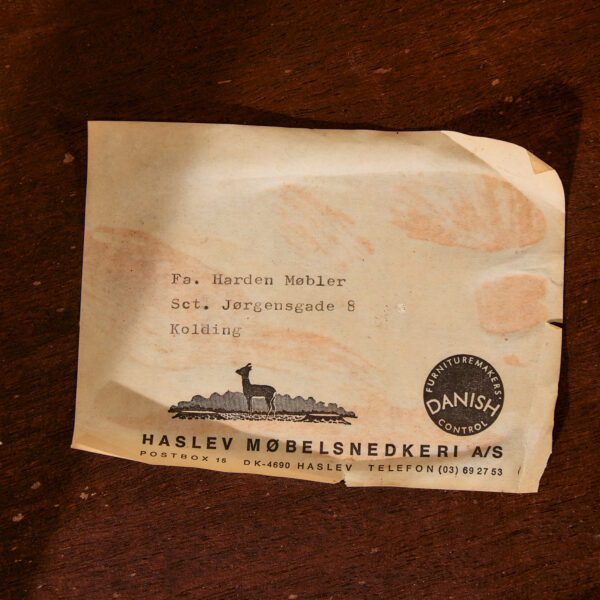 Fa. Harden Møbler
Sct. Jørgensgade 8
Kolding
FURNITUREMAKERS'
DANISH
CONTROL
HASLEV MØBELSNEDKERI A/S
POSTBOX 15 DK-4690 HASLEV TELEFON (03) 69 27 53